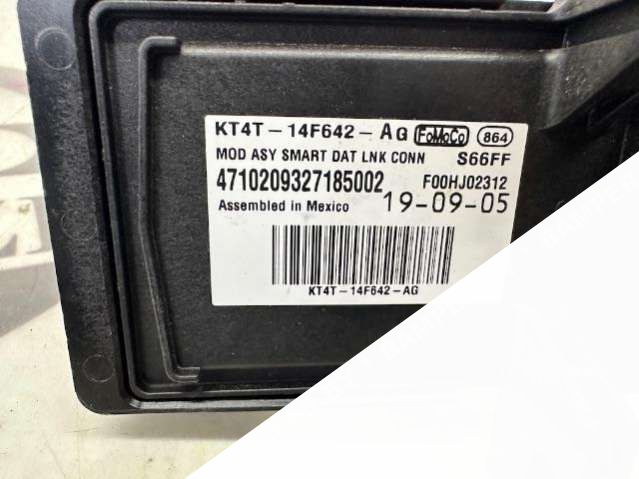 KT4T-14F642-AG FoMoCo 864
MOD ASY SMART DAT LNK CONN S66FF
4710209327185002 F00HJ02312
Assembled in Mexico 19-09-05
KT4T-14F642-AG